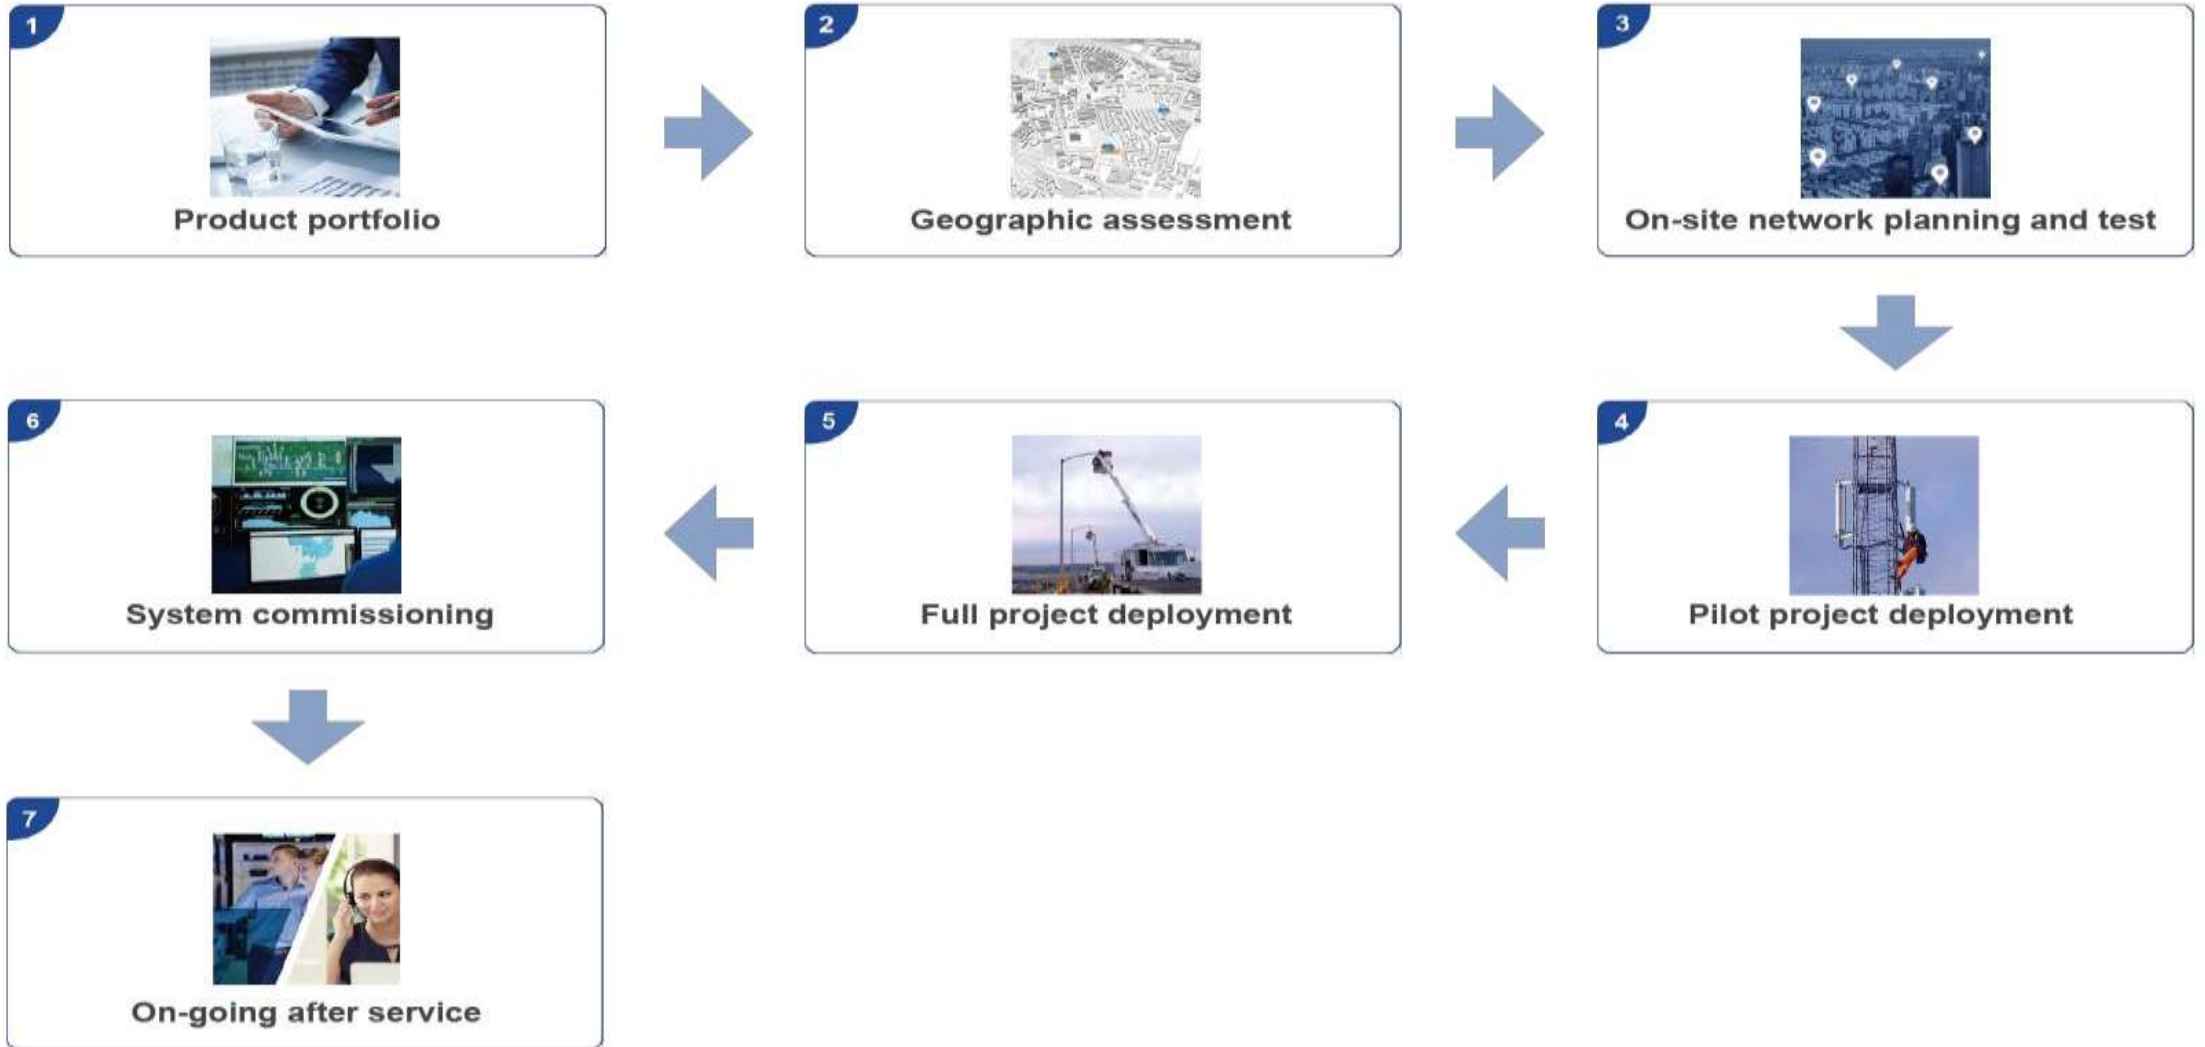 1
Product portfolio
2
Geographic assessment
3
On-site network planning and test
4
Pilot project deployment
5
Full project deployment
6
System commissioning
7
On-going after service